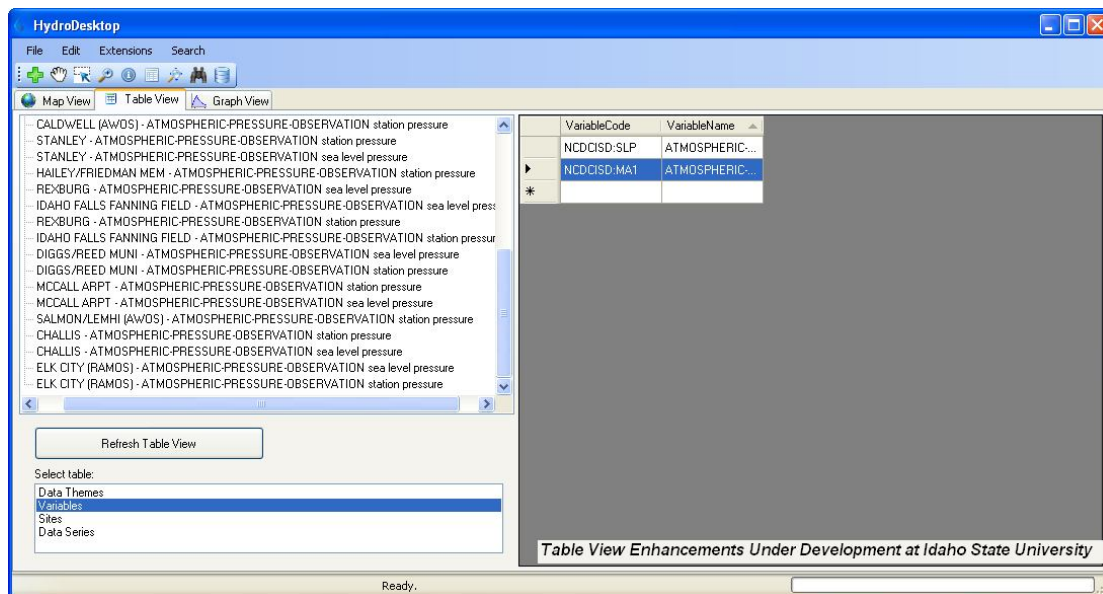 HydroDesktop
File Edit Extensions Search
Map View Table View Graph View
CALDWELL (AWOS) - ATMOSPHERIC-PRESSURE-OBSERVATION station pressure
STANLEY - ATMOSPHERIC-PRESSURE-OBSERVATION station pressure
STANLEY - ATMOSPHERIC-PRESSURE-OBSERVATION sea level pressure
HAILEY/FRIEDMAN MEM - ATMOSPHERIC-PRESSURE-OBSERVATION station pressure
REXBURG - ATMOSPHERIC-PRESSURE-OBSERVATION sea level pressure
IDAHO FALLS FANNING FIELD - ATMOSPHERIC-PRESSURE-OBSERVATION sea level press
REXBURG - ATMOSPHERIC-PRESSURE-OBSERVATION station pressure
IDAHO FALLS FANNING FIELD - ATMOSPHERIC-PRESSURE-OBSERVATION station pressur
DIGGS/REED MUNI - ATMOSPHERIC-PRESSURE-OBSERVATION sea level pressure
DIGGS/REED MUNI - ATMOSPHERIC-PRESSURE-OBSERVATION station pressure
MCCALL ARPT - ATMOSPHERIC-PRESSURE-OBSERVATION station pressure
MCCALL ARPT - ATMOSPHERIC-PRESSURE-OBSERVATION sea level pressure
SALMON/LEMHI (AWOS) - ATMOSPHERIC-PRESSURE-OBSERVATION station pressure
CHALLIS - ATMOSPHERIC-PRESSURE-OBSERVATION station pressure
CHALLIS - ATMOSPHERIC-PRESSURE-OBSERVATION sea level pressure
ELK CITY (RAMOS) - ATMOSPHERIC-PRESSURE-OBSERVATION sea level pressure
ELK CITY (RAMOS) - ATMOSPHERIC-PRESSURE-OBSERVATION station pressure
Refresh Table View
Select table:
Data Themes
Variables
Sites
Data Series
VariableCode VariableName
NCDCISD:SLP ATMOSPHERIC-...
NCDCISD:MA1 ATMOSPHERIC-...
Table View Enhancements Under Development at Idaho State University
Ready.